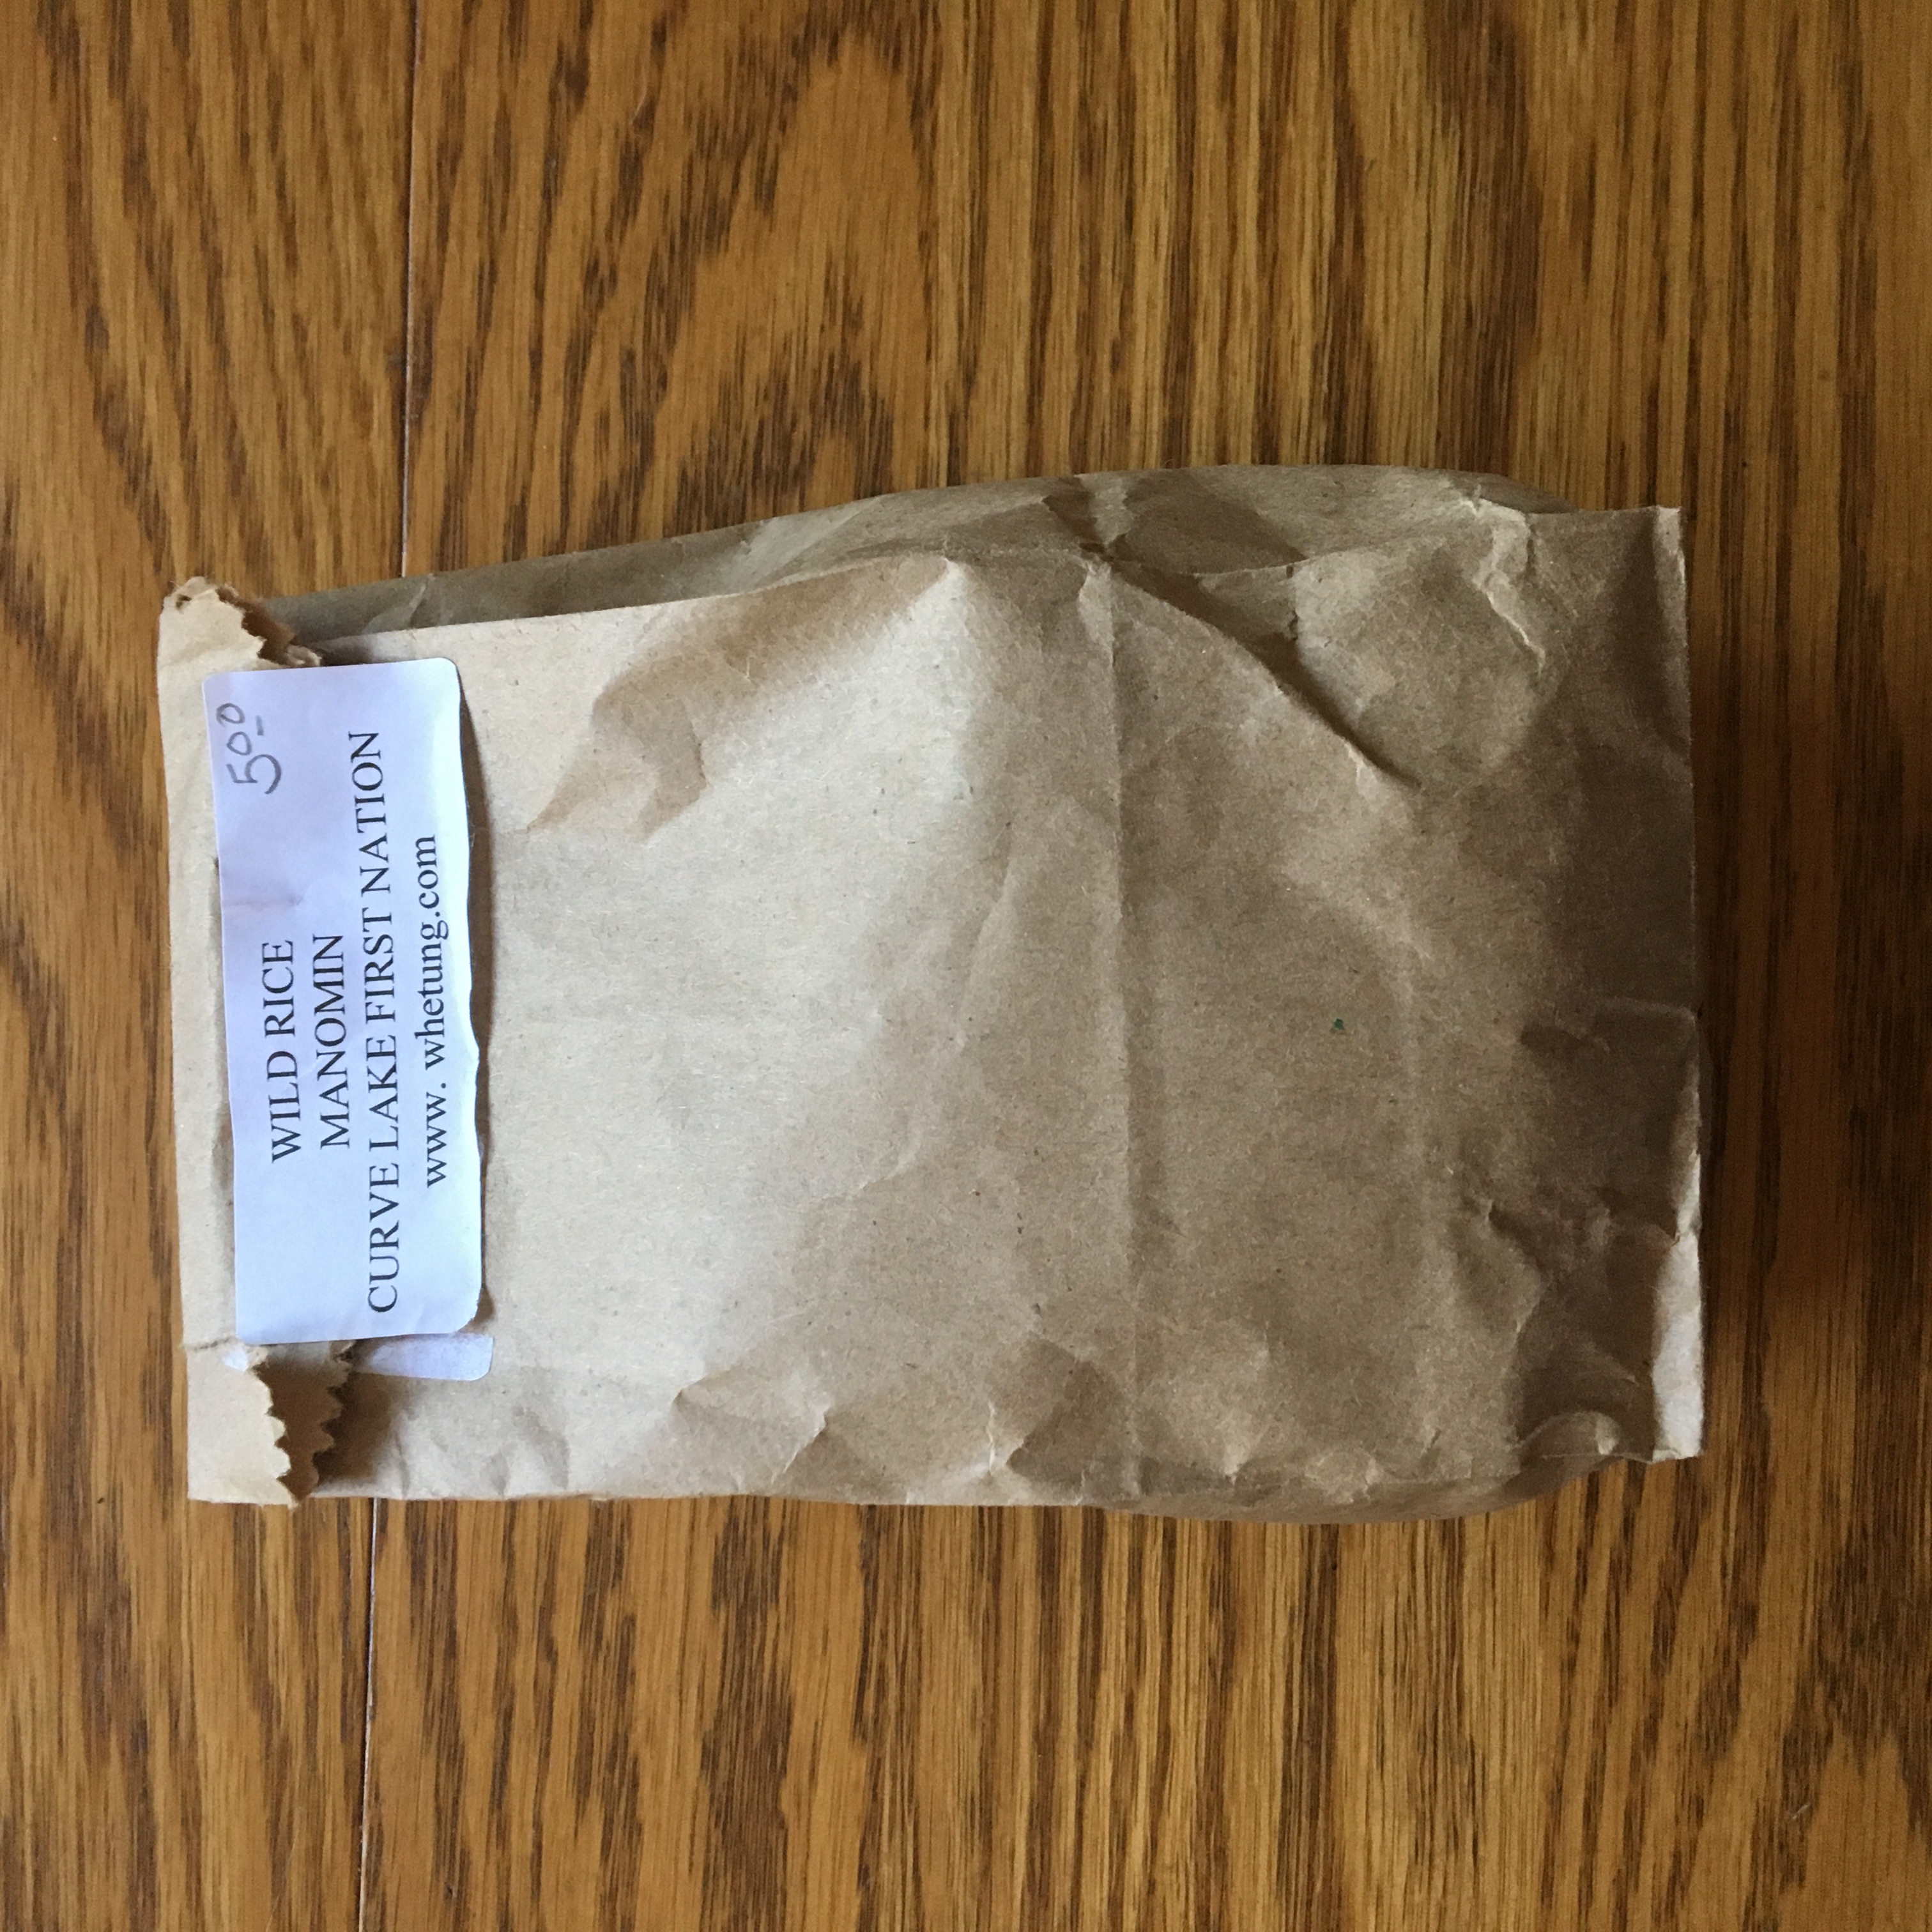 5.00
WILD RICE
MANOMIN
CURVE LAKE FIRST NATION
www. whetung.com